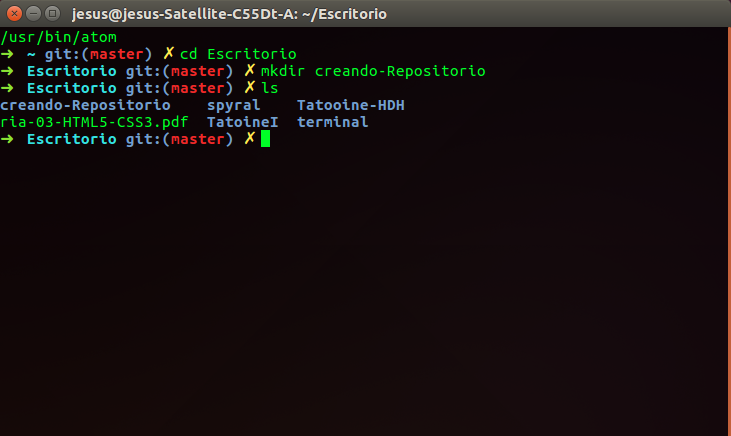 jesus@jesus-Satellite-C55Dt-A: ~/Escritorio
/usr/bin/atom
➜ ~ git:(master) ✗ cd Escritorio
➜ Escritorio git:(master) ✗ mkdir creando-Repositorio
➜ Escritorio git:(master) ✗ ls
creando-Repositorio spyral Tatooine-HDH
ria-03-HTML5-CSS3.pdf TatoineI terminal
➜ Escritorio git:(master) ✗